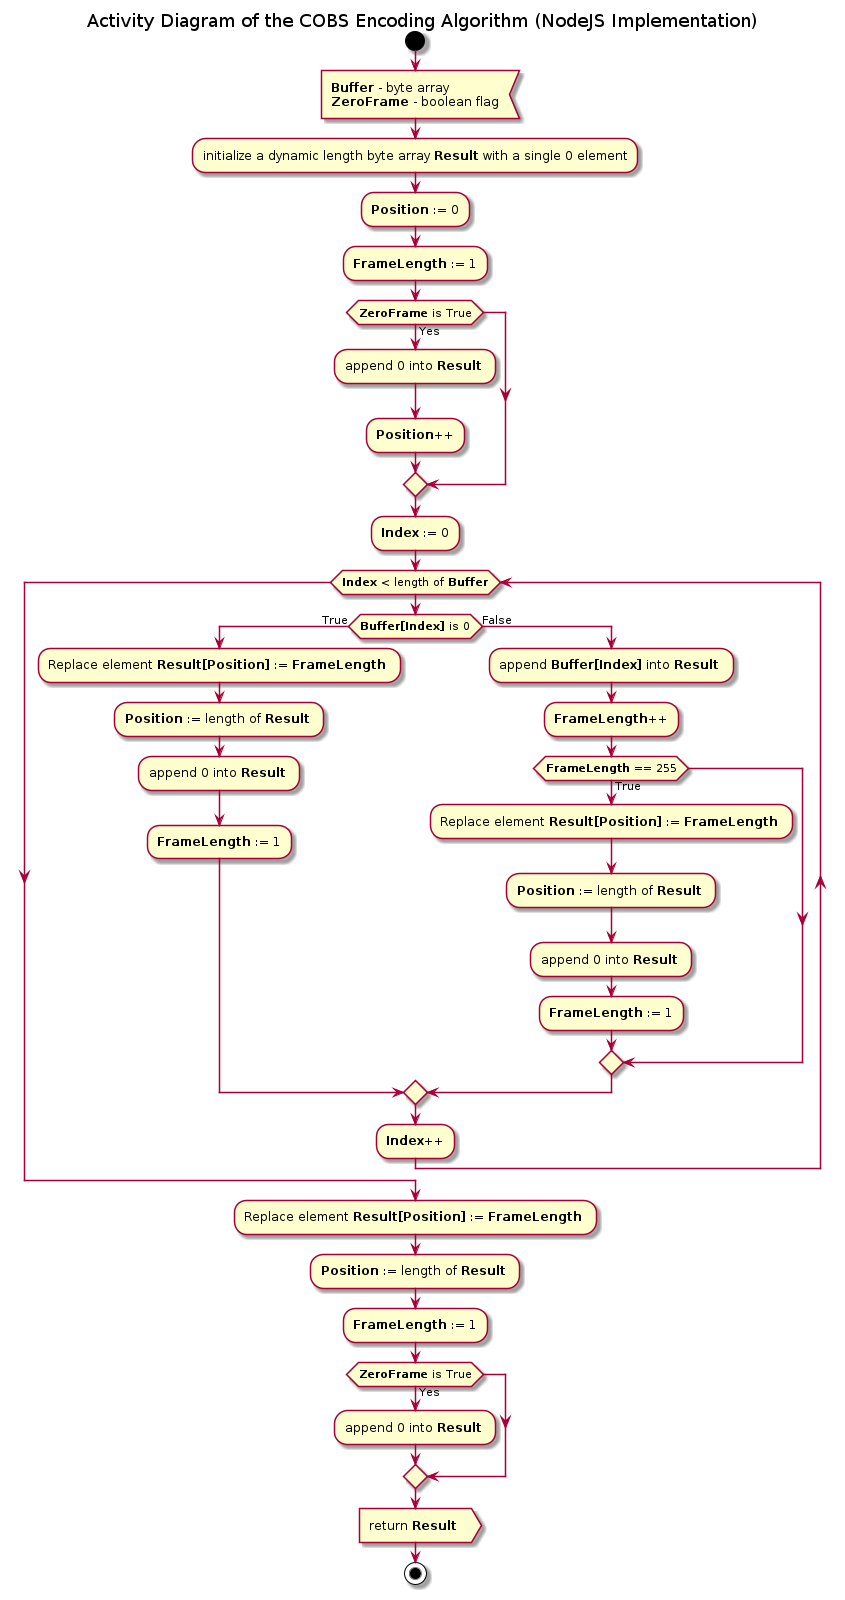 Activity Diagram of the COBS Encoding Algorithm (NodeJS Implementation)
Buffer - byte array
ZeroFrame - boolean flag
initialize a dynamic length byte array Result with a single 0 element
Position := 0
FrameLength := 1
ZeroFrame is True
Yes
append 0 into Result
Position++
Index := 0
Index < length of Buffer
True
Buffer[Index] is 0
False
Replace element Result[Position] := FrameLength
Position := length of Result
append 0 into Result
FrameLength := 1
append Buffer[Index] into Result
FrameLength++
FrameLength == 255
True
Replace element Result[Position] := FrameLength
Position := length of Result
append 0 into Result
FrameLength := 1
Index++
Replace element Result[Position] := FrameLength
Position := length of Result
FrameLength := 1
ZeroFrame is True
Yes
append 0 into Result
return Result